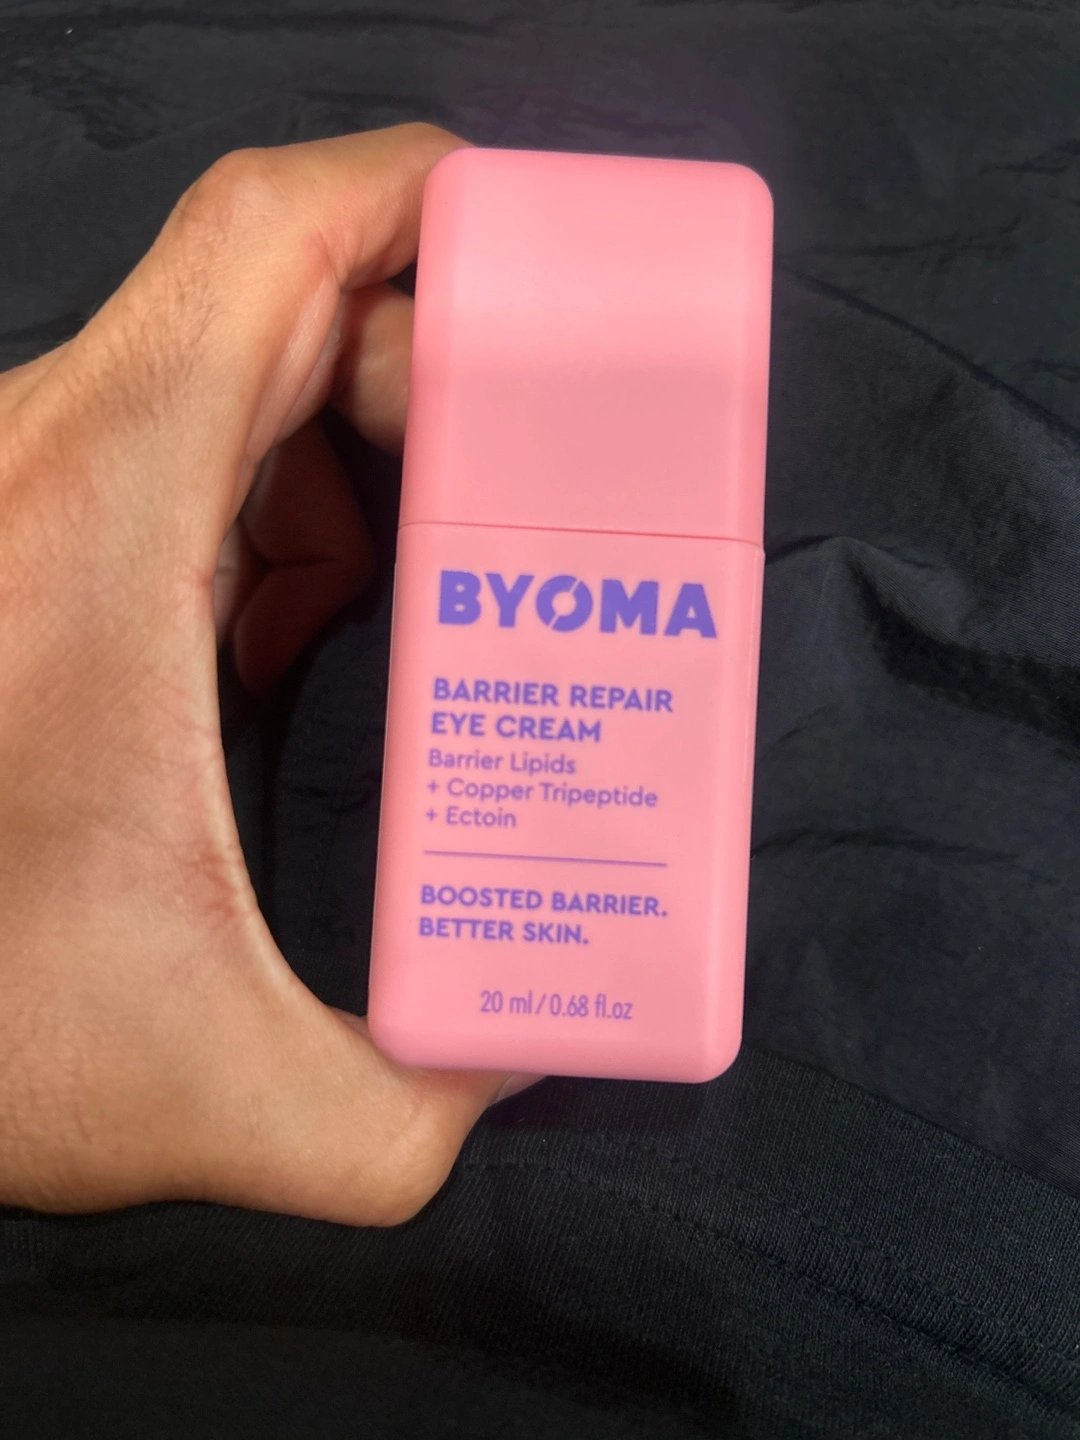 BYOMA
BARRIER REPAIR
EYE CREAM
Barrier Lipids
+ Copper Tripeptide
+ Ectoin
BOOSTED BARRIER.
BETTER SKIN.
20 ml/0.68 fl.oz